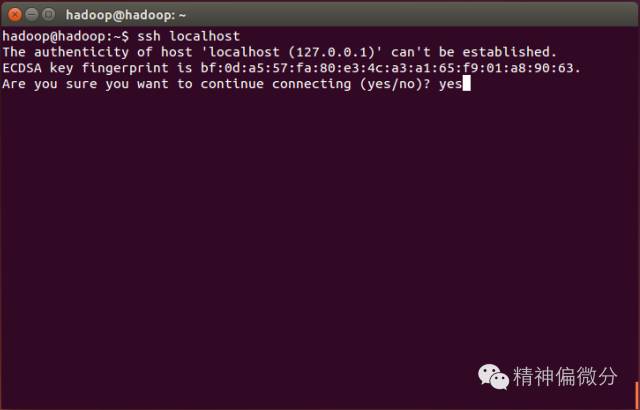 hadoop@hadoop: ~
hadoop@hadoop:~$ ssh localhost
The authenticity of host 'localhost (127.0.0.1)' can't be established.
ECDSA key fingerprint is bf:0d:a5:57:fa:80:e3:4c:a3:a1:65:f9:01:a8:90:63.
Are you sure you want to continue connecting (yes/no)? yes
精神偏微分